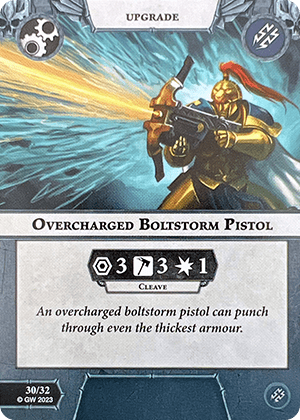 UPGRADE
OVERCHARGED BOLTSTORM PISTOL
3 3 1
CLEAVE
An overcharged boltstorm pistol can punch
through even the thickest armour.
30/32
© GW 2023